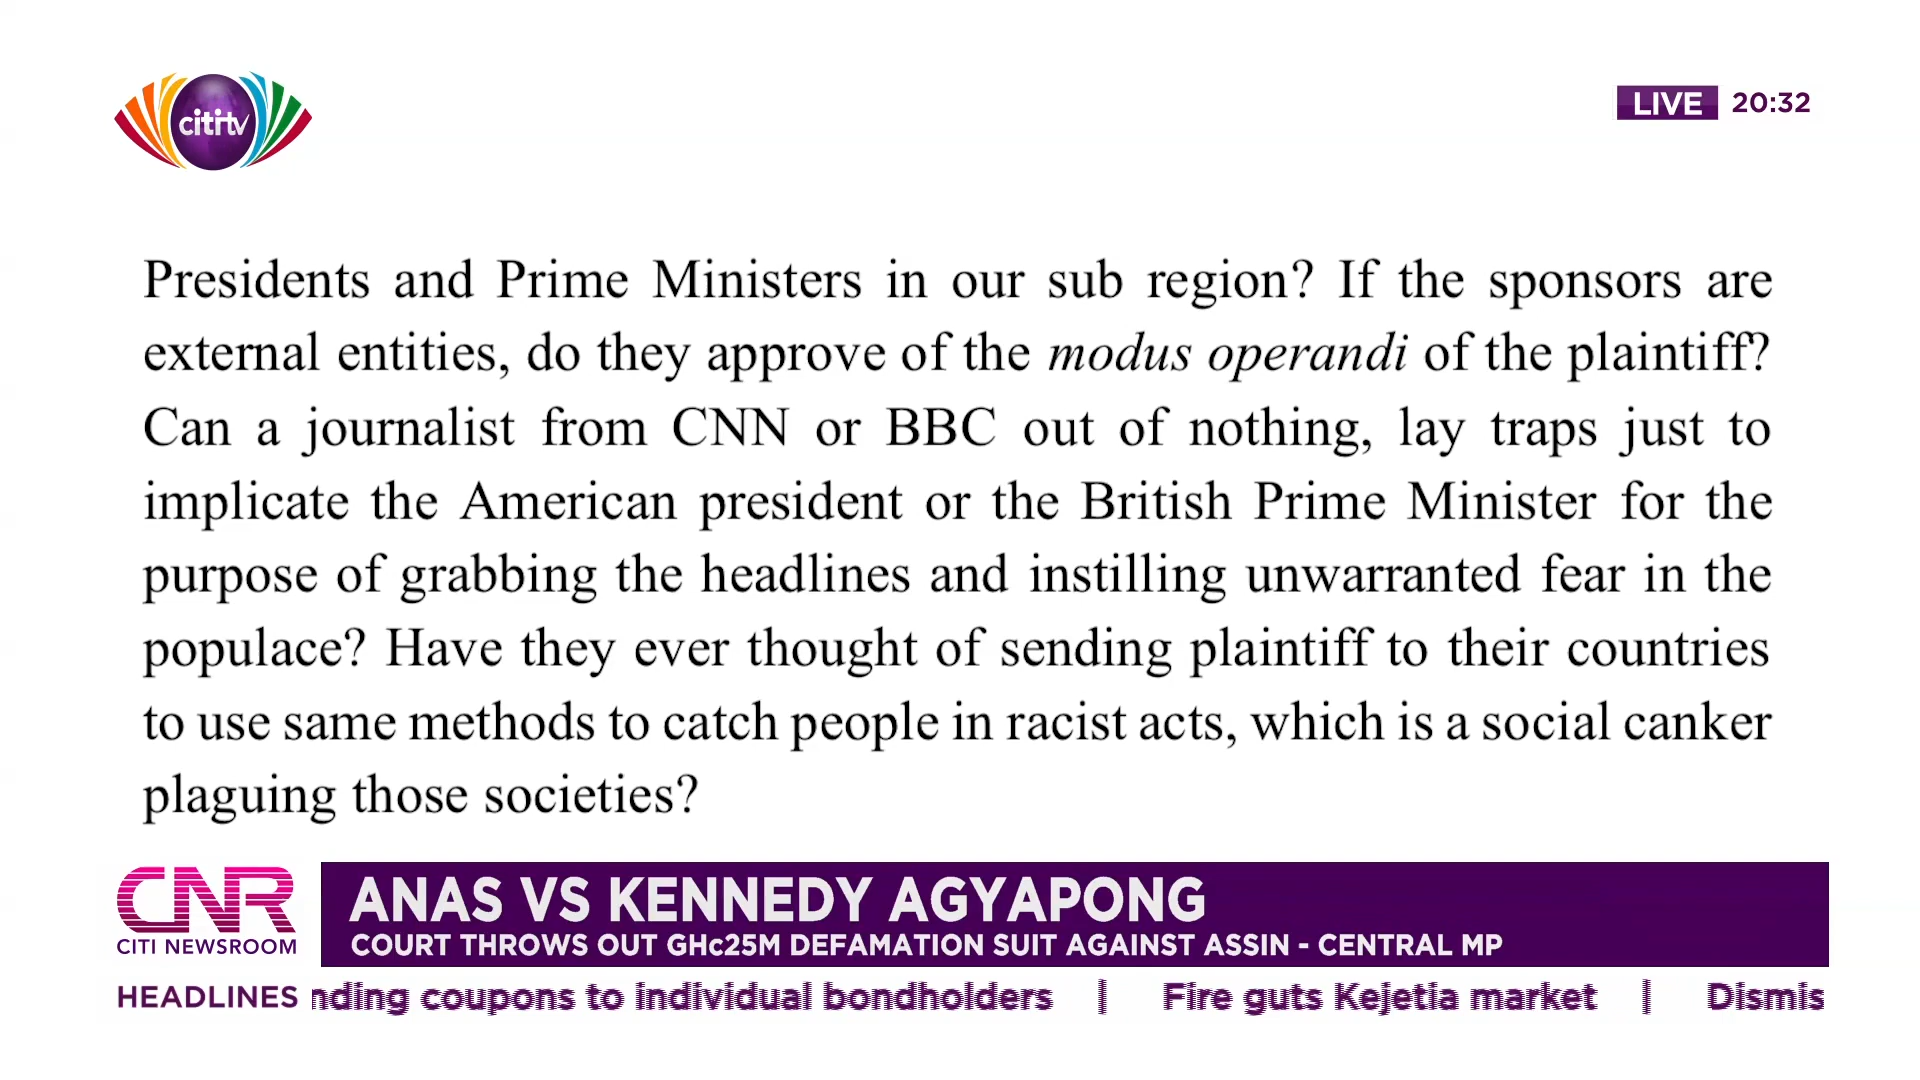 cititv
LIVE 20:32
Presidents and Prime Ministers in our sub region? If the sponsors are
external entities, do they approve of the modus operandi of the plaintiff?
Can a journalist from CNN or BBC out of nothing, lay traps just to
implicate the American president or the British Prime Minister for the
purpose of grabbing the headlines and instilling unwarranted fear in the
populace? Have they ever thought of sending plaintiff to their countries
to use same methods to catch people in racist acts, which is a social canker
plaguing those societies?
CNR
CITI NEWSROOM
ANAS VS KENNEDY AGYAPONG
COURT THROWS OUT GHc25M DEFAMATION SUIT AGAINST ASSIN - CENTRAL MP
HEADLINES nding coupons to individual bondholders | Fire guts Kejetia market | Dismis